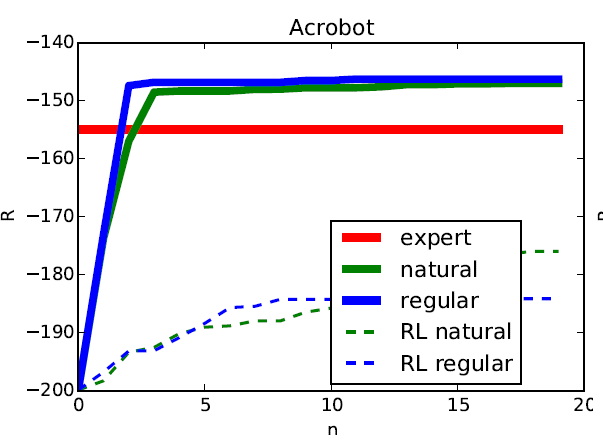 Acrobot
−140
−150
−160
−170
−180
−190
−200
R
expert
natural
regular
RL natural
RL regular
0
5
10
15
20
n